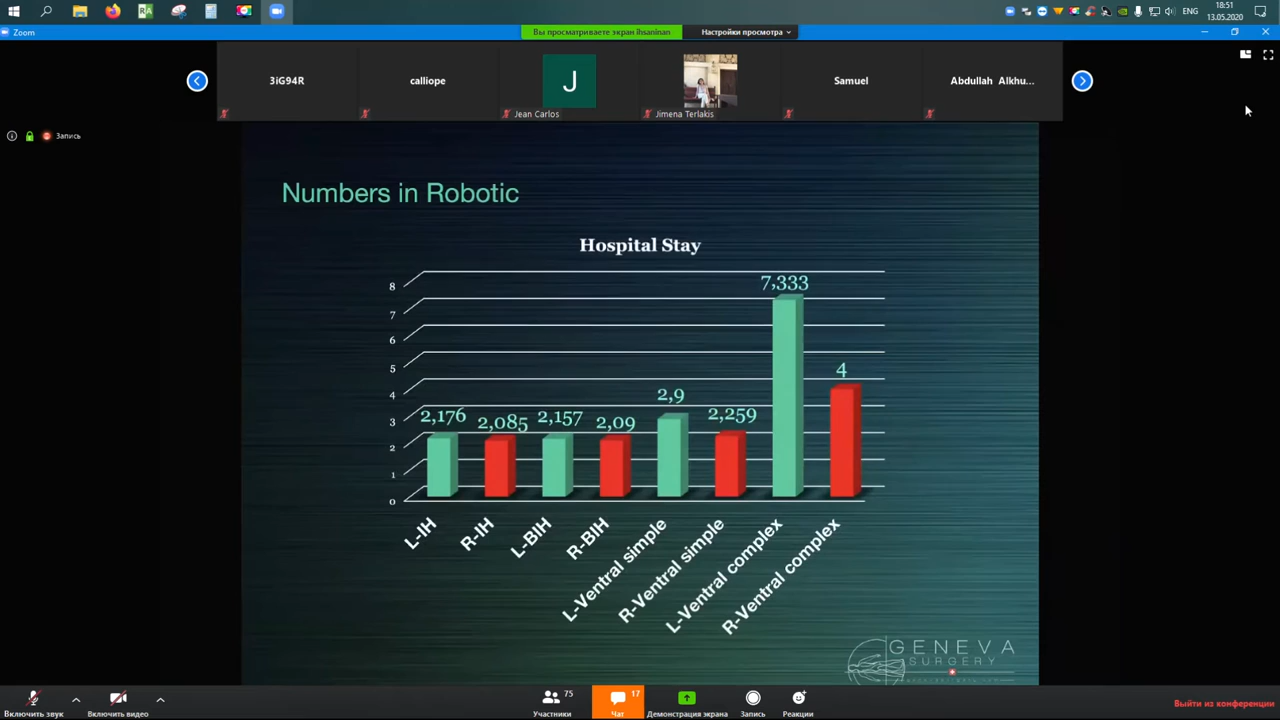 18:51
ENG
13.05.2020
Zoom
Вы просматриваете экран ihsaninan
Настройки просмотра
3iG94R
calliope
J
Jean Carlos
Jimena Terlakis
Samuel
Abdullah Alkhu...
Запись
Numbers in Robotic
Hospital Stay
8
7
6
5
4
3
2
1
0
2,176
2,085
2,157
2,09
2,9
2,259
7,333
4
L-IH
R-IH
L-BIH
R-BIH
L-Ventral simple
R-Ventral simple
L-Ventral complex
R-Ventral complex
GENEVA
SURGERY
Включить звук
Включить видео
75
Участники
17
Чат
Демонстрация экрана
Запись
Реакции
Выйти из конференции